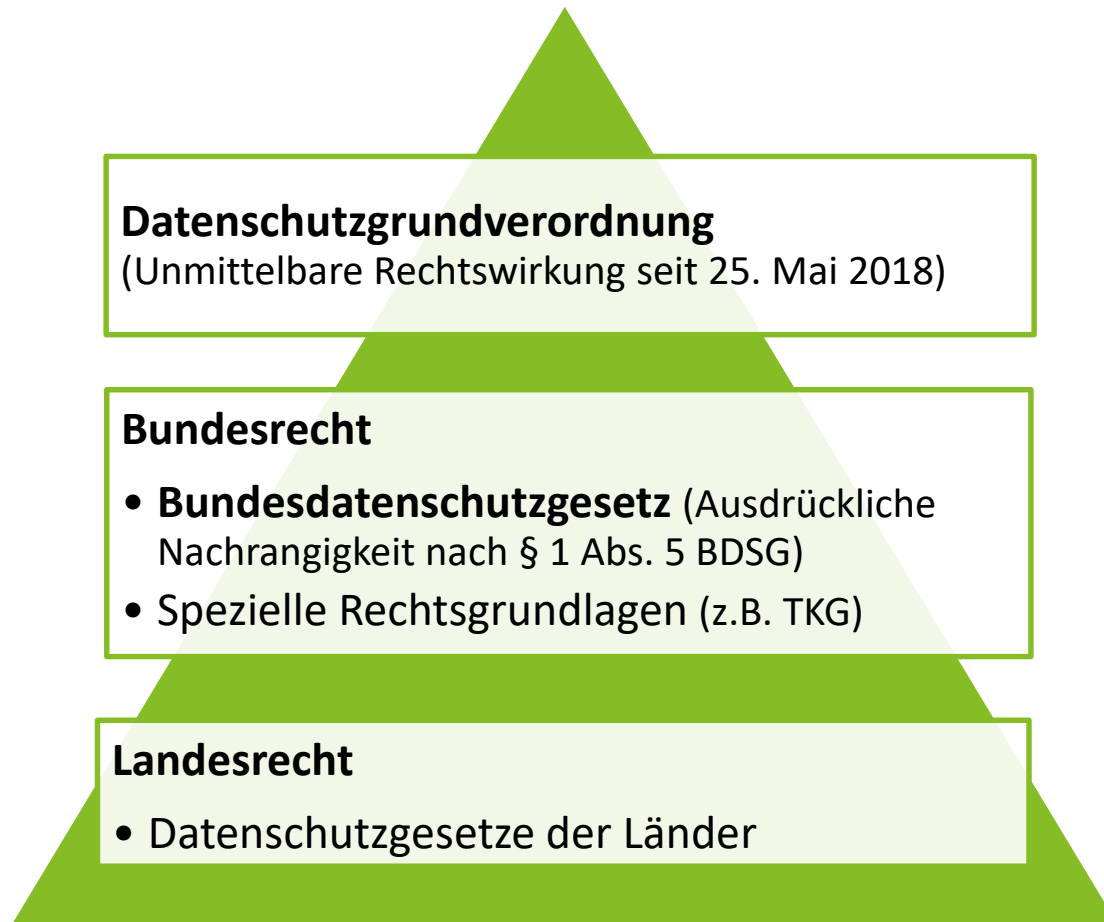 Datenschutzgrundverordnung
(Unmittelbare Rechtswirkung seit 25. Mai 2018)
Bundesrecht
• Bundesdatenschutzgesetz (Ausdrückliche
Nachrangigkeit nach § 1 Abs. 5 BDSG)
• Spezielle Rechtsgrundlagen (z.B. TKG)
Landesrecht
• Datenschutzgesetze der Länder